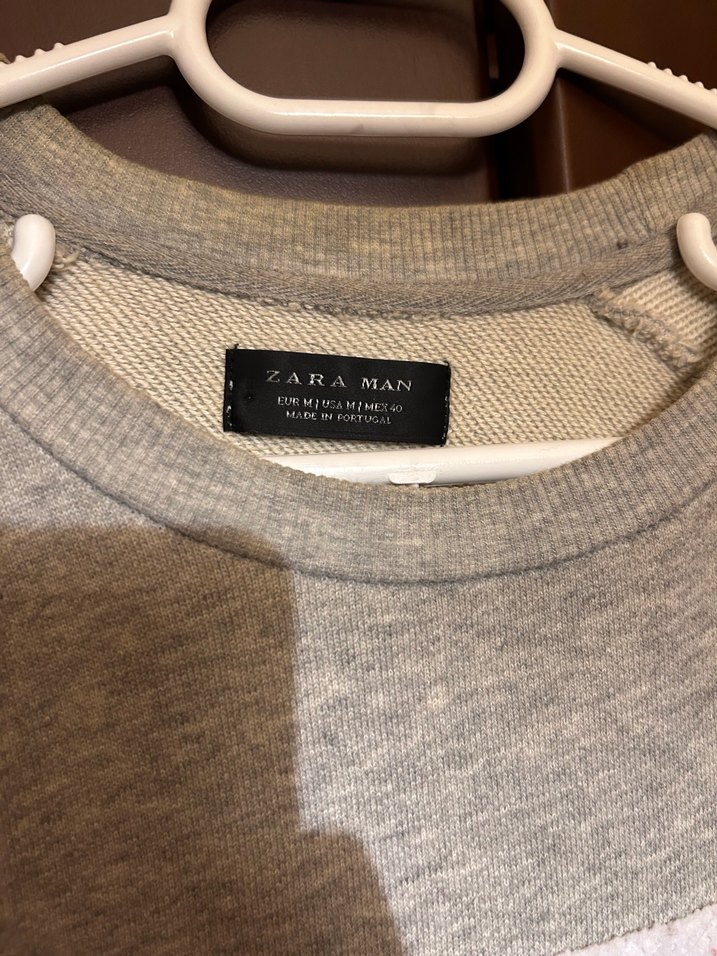 ZARA MAN
EUR M | USA M | MEX 40
MADE IN PORTUGAL